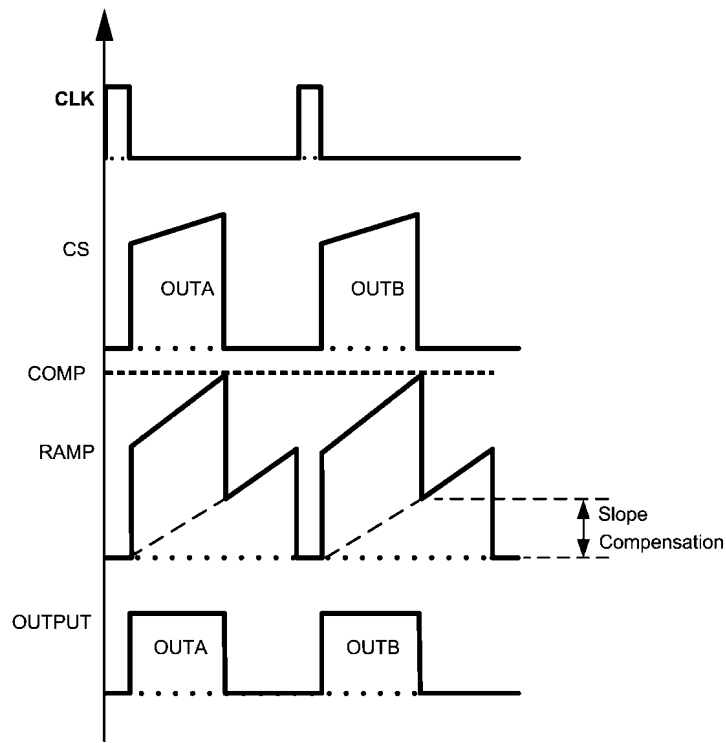 CLK
CS
OUTA
OUTB
COMP
RAMP
Slope
Compensation
OUTPUT
OUTA
OUTB